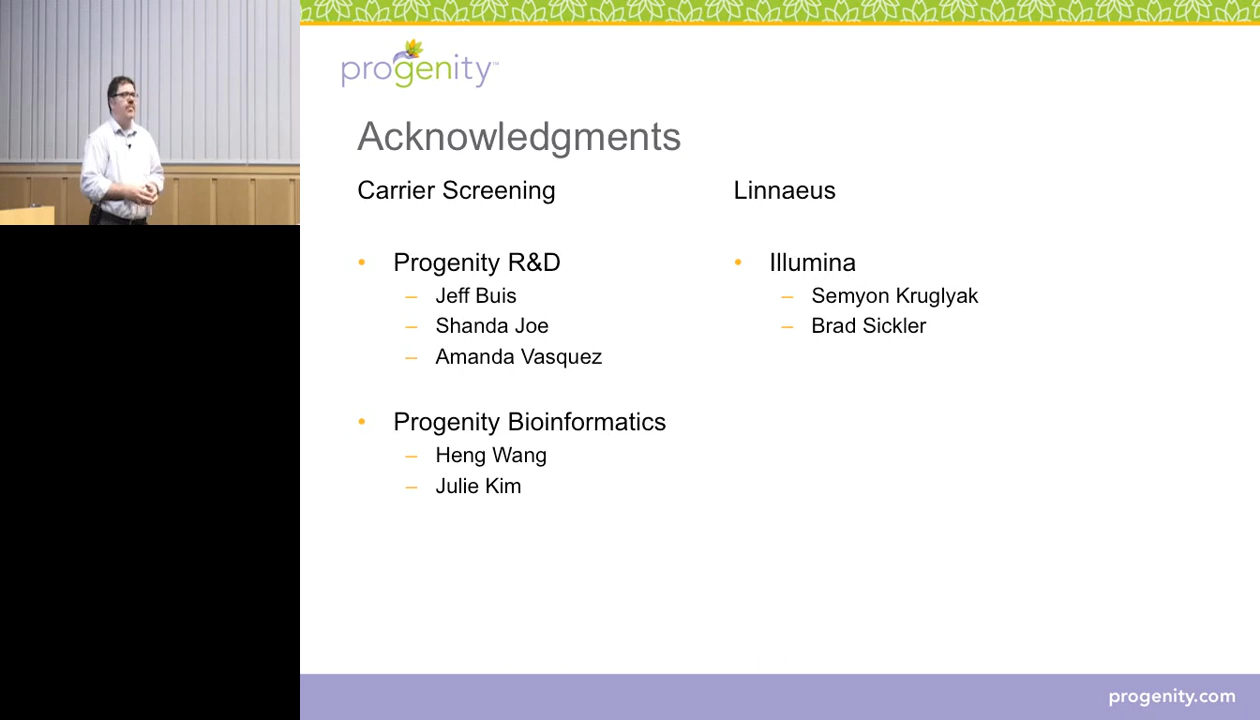 progenity™
Acknowledgments
Carrier Screening
• Progenity R&D
– Jeff Buis
– Shanda Joe
– Amanda Vasquez
• Progenity Bioinformatics
– Heng Wang
– Julie Kim
Linnaeus
• Illumina
– Semyon Kruglyak
– Brad Sickler
progenity.com